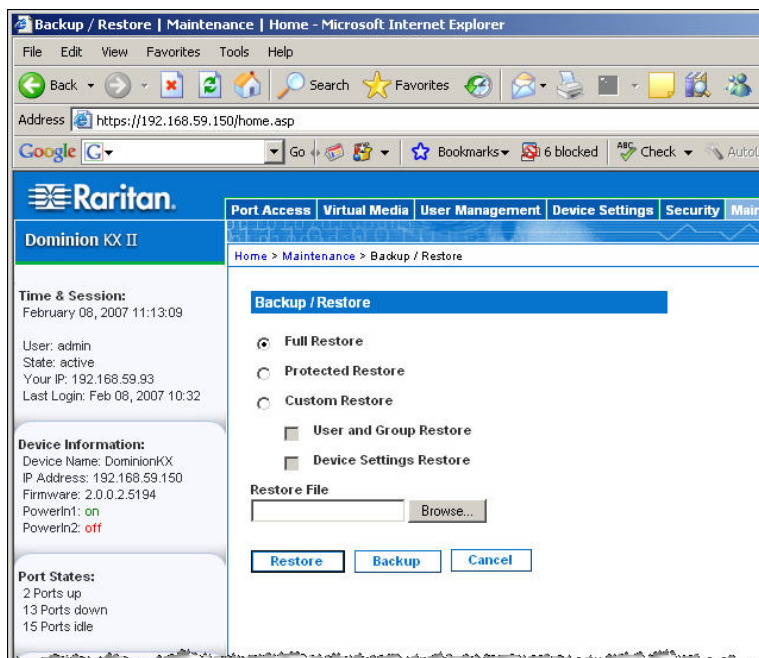 Backup / Restore | Maintenance | Home - Microsoft Internet Explorer
File Edit View Favorites Tools Help
Back Search Favorites
Address https://192.168.59.150/home.asp
Google G Go Bookmarks 6 blocked ABC Check
Raritan.
Port Access Virtual Media User Management Device Settings Security
Dominion KX II
Home > Maintenance > Backup / Restore
Time & Session:
February 08, 2007 11:13:09
User: admin
State: active
Your IP: 192.168.59.93
Last Login: Feb 08, 2007 10:32
Device Information:
Device Name: DominionKX
IP Address: 192.168.59.150
Firmware: 2.0.0.2.5194
PowerIn1: on
PowerIn2: off
Port States:
2 Ports up
13 Ports down
15 Ports idle
Backup / Restore
Full Restore
Protected Restore
Custom Restore
User and Group Restore
Device Settings Restore
Restore File
Browse...
Restore Backup Cancel